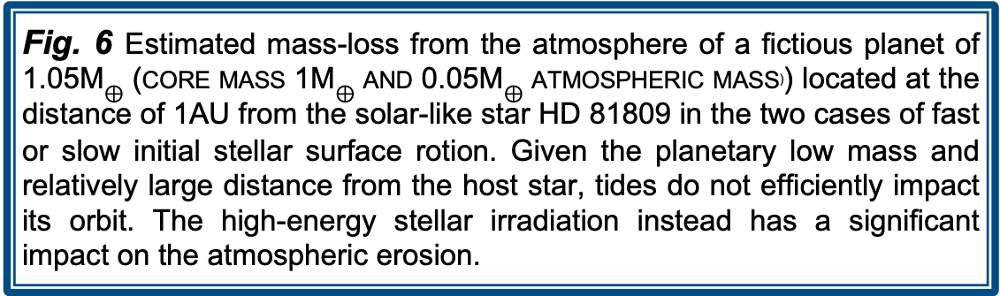 Fig. 6 Estimated mass-loss from the atmosphere of a fictious planet of
1.05M⊕ (CORE MASS 1M⊕ AND 0.05M⊕ ATMOSPHERIC MASS)) located at the
distance of 1AU from the solar-like star HD 81809 in the two cases of fast
or slow initial stellar surface rotion. Given the planetary low mass and
relatively large distance from the host star, tides do not efficiently impact
its orbit. The high-energy stellar irradiation instead has a significant
impact on the atmospheric erosion.